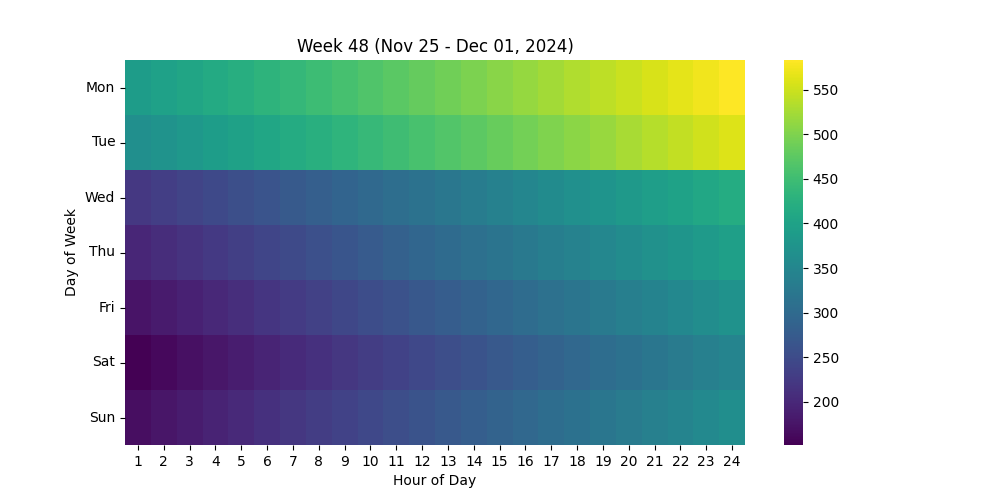 Week 48 (Nov 25 - Dec 01, 2024)
Mon
Tue
Wed
Thu
Fri
Sat
Sun
Day of Week
1 2 3 4 5 6 7 8 9 10 11 12 13 14 15 16 17 18 19 20 21 22 23 24
Hour of Day
550
500
450
400
350
300
250
200